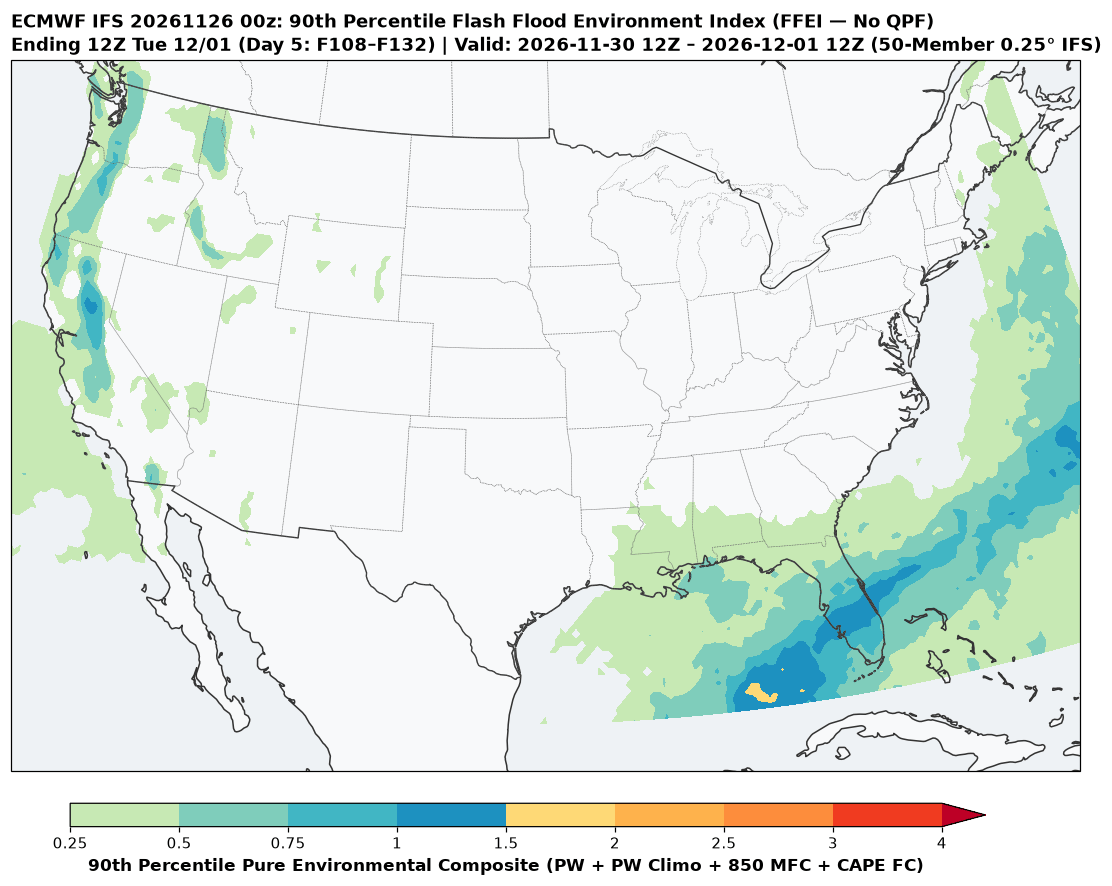 ECMWF IFS 20261126 00z: 90th Percentile Flash Flood Environment Index (FFEI — No QPF)
Ending 12Z Tue 12/01 (Day 5: F108–F132) | Valid: 2026-11-30 12Z – 2026-12-01 12Z (50-Member 0.25° IFS)
0.25 0.5 0.75 1 1.5 2 2.5 3 4
90th Percentile Pure Environmental Composite (PW + PW Climo + 850 MFC + CAPE FC)